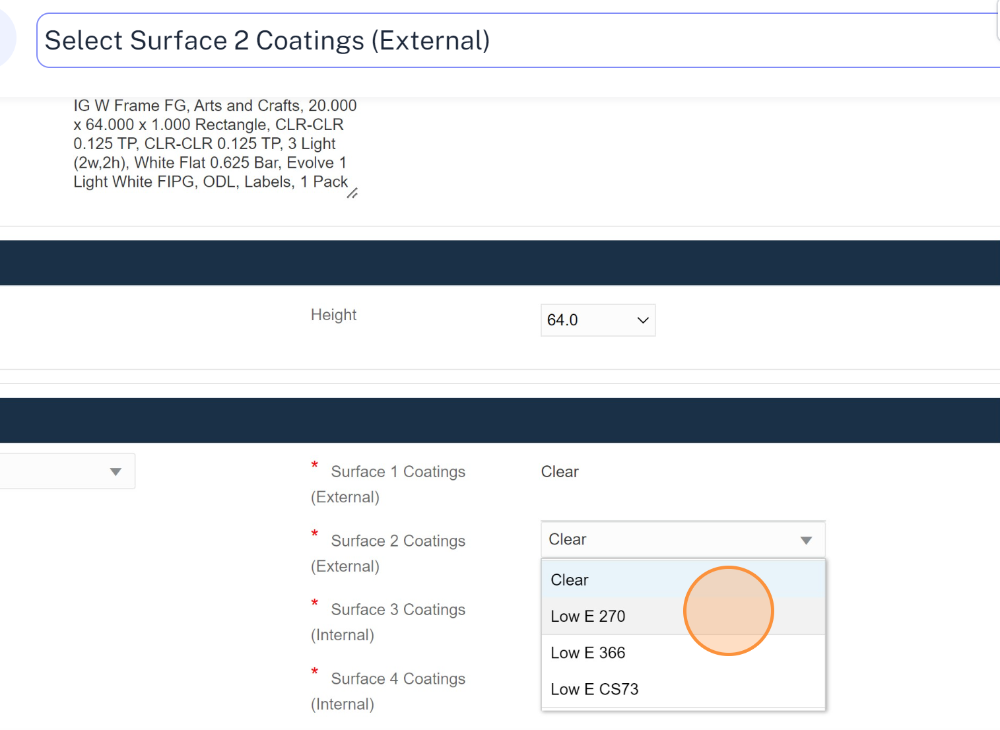 Select Surface 2 Coatings (External)
IG W Frame FG, Arts and Crafts, 20.000
x 64.000 x 1.000 Rectangle, CLR-CLR
0.125 TP, CLR-CLR 0.125 TP, 3 Light
(2w,2h), White Flat 0.625 Bar, Evolve 1
Light White FIPG, ODL, Labels, 1 Pack
Height
64.0
* Surface 1 Coatings
(External)
Clear
* Surface 2 Coatings
(External)
Clear
Clear
Low E 270
Low E 366
Low E CS73
* Surface 3 Coatings
(Internal)
* Surface 4 Coatings
(Internal)